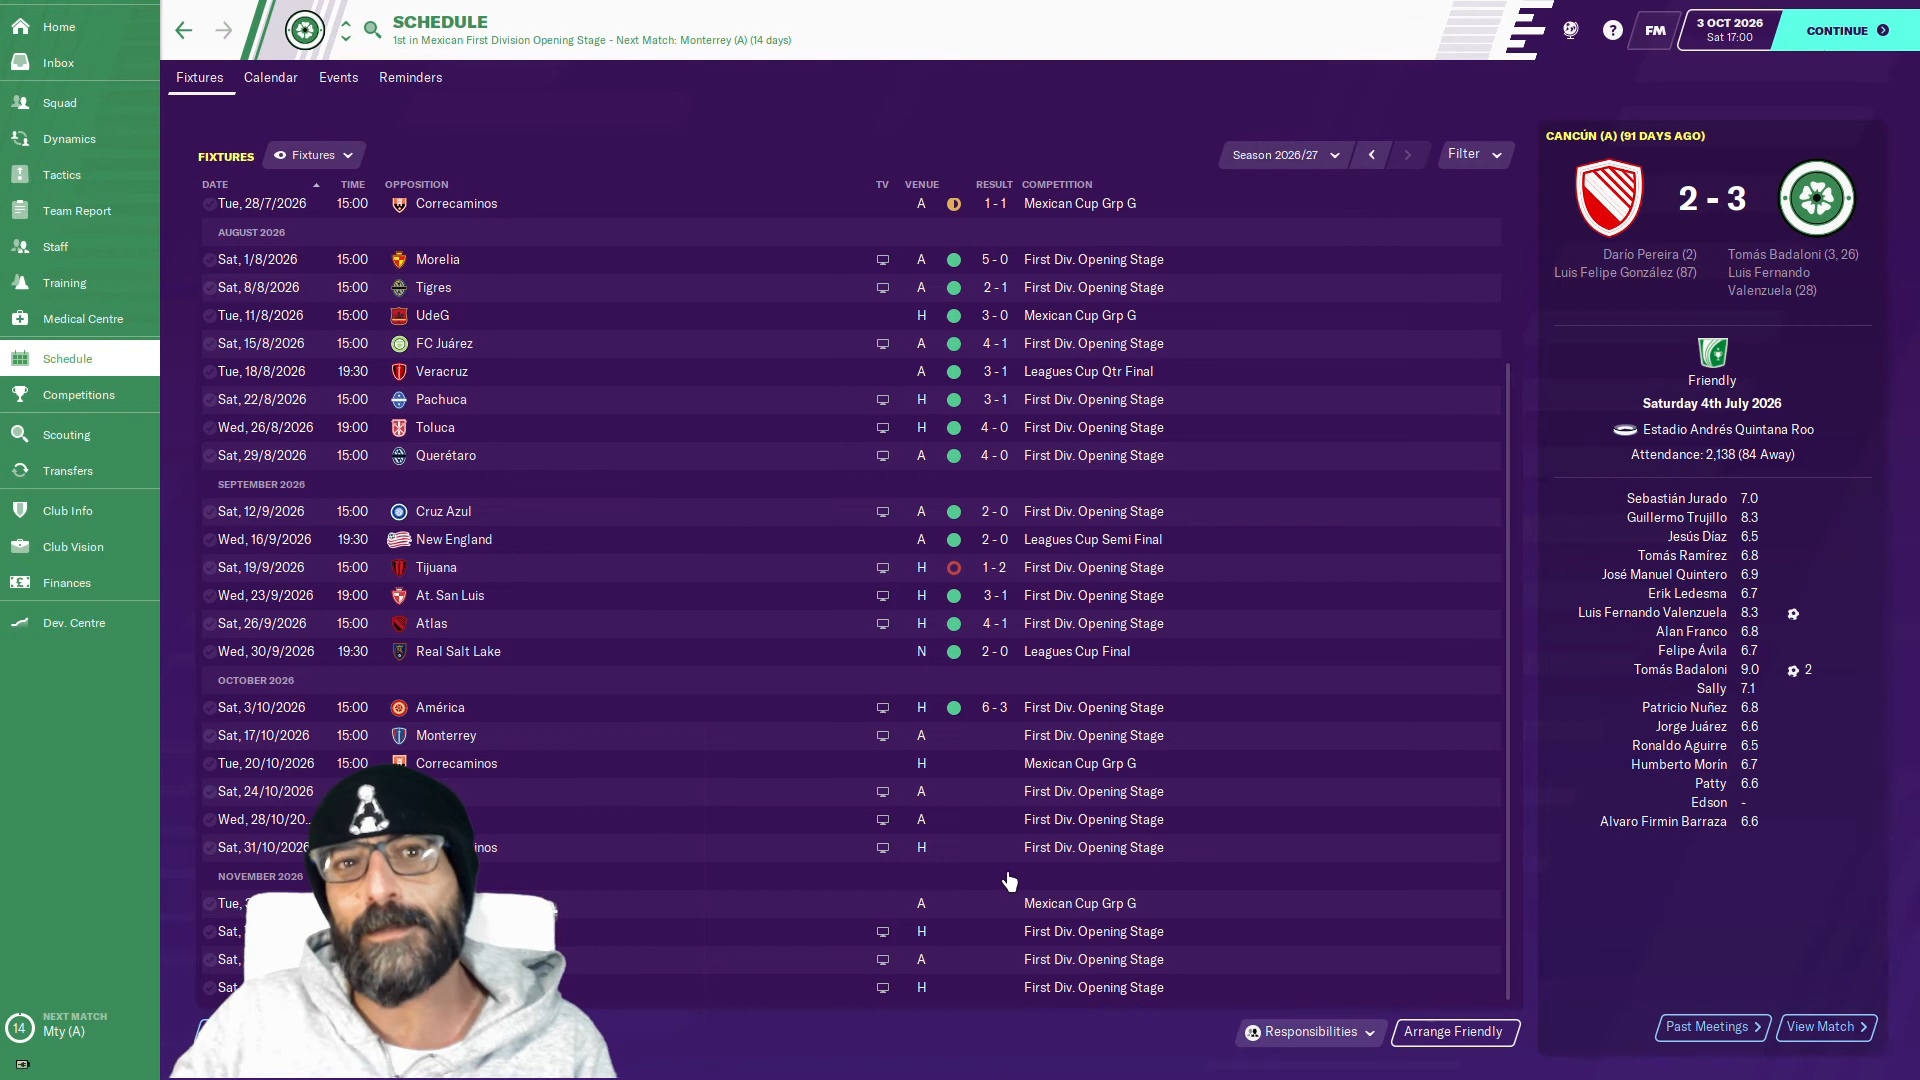 Home
Inbox
Squad
Dynamics
Tactics
Team Report
Staff
Training
Medical Centre
Schedule
Competitions
Scouting
Transfers
Club Info
Club Vision
Finances
Dev. Centre
14
NEXT MATCH
Mty (A)
SCHEDULE
1st in Mexican First Division Opening Stage - Next Match: Monterrey (A) (14 days)
? FM
3 OCT 2026
Sat 17:00
CONTINUE
Fixtures Calendar Events Reminders
FIXTURES Fixtures Season 2026/27 Filter
DATE TIME OPPOSITION TV VENUE RESULT COMPETITION
Tue, 28/7/2026 15:00 Correcaminos A 1 - 1 Mexican Cup Grp G
AUGUST 2026
Sat, 1/8/2026 15:00 Morelia A 5 - 0 First Div. Opening Stage
Sat, 8/8/2026 15:00 Tigres A 2 - 1 First Div. Opening Stage
Tue, 11/8/2026 15:00 UdeG H 3 - 0 Mexican Cup Grp G
Sat, 15/8/2026 15:00 FC Juárez A 4 - 1 First Div. Opening Stage
Tue, 18/8/2026 19:30 Veracruz A 3 - 1 Leagues Cup Qtr Final
Sat, 22/8/2026 15:00 Pachuca H 3 - 1 First Div. Opening Stage
Wed, 26/8/2026 19:00 Toluca H 4 - 0 First Div. Opening Stage
Sat, 29/8/2026 15:00 Querétaro A 4 - 0 First Div. Opening Stage
SEPTEMBER 2026
Sat, 12/9/2026 15:00 Cruz Azul A 2 - 0 First Div. Opening Stage
Wed, 16/9/2026 19:30 New England A 2 - 0 Leagues Cup Semi Final
Sat, 19/9/2026 15:00 Tijuana H 1 - 2 First Div. Opening Stage
Wed, 23/9/2026 19:00 At. San Luis H 3 - 1 First Div. Opening Stage
Sat, 26/9/2026 15:00 Atlas H 4 - 1 First Div. Opening Stage
Wed, 30/9/2026 19:30 Real Salt Lake N 2 - 0 Leagues Cup Final
OCTOBER 2026
Sat, 3/10/2026 15:00 América H 6 - 3 First Div. Opening Stage
Sat, 17/10/2026 15:00 Monterrey A First Div. Opening Stage
Tue, 20/10/2026 15:00 Correcaminos H Mexican Cup Grp G
Sat, 24/10/2026 A First Div. Opening Stage
Wed, 28/10/20... A First Div. Opening Stage
Sat, 31/10/2026 inos H First Div. Opening Stage
NOVEMBER 2026
Tue, A Mexican Cup Grp G
Sat, H First Div. Opening Stage
Sat, A First Div. Opening Stage
Sat H First Div. Opening Stage
Responsibilities Arrange Friendly
CANCÚN (A) (91 DAYS AGO)
2 - 3
Darío Pereira (2)
Luis Felipe González (87)
Tomás Badaloni (3, 26)
Luis Fernando
Valenzuela (28)
Friendly
Saturday 4th July 2026
Estadio Andrés Quintana Roo
Attendance: 2,138 (84 Away)
Sebastián Jurado 7.0
Guillermo Trujillo 8.3
Jesús Díaz 6.5
Tomás Ramírez 6.8
José Manuel Quintero 6.9
Erik Ledesma 6.7
Luis Fernando Valenzuela 8.3
Alan Franco 6.8
Felipe Ávila 6.7
Tomás Badaloni 9.0 2
Sally 7.1
Patricio Nuñez 6.8
Jorge Juárez 6.6
Ronaldo Aguirre 6.5
Humberto Morín 6.7
Patty 6.6
Edson -
Alvaro Firmin Barraza 6.6
Past Meetings View Match